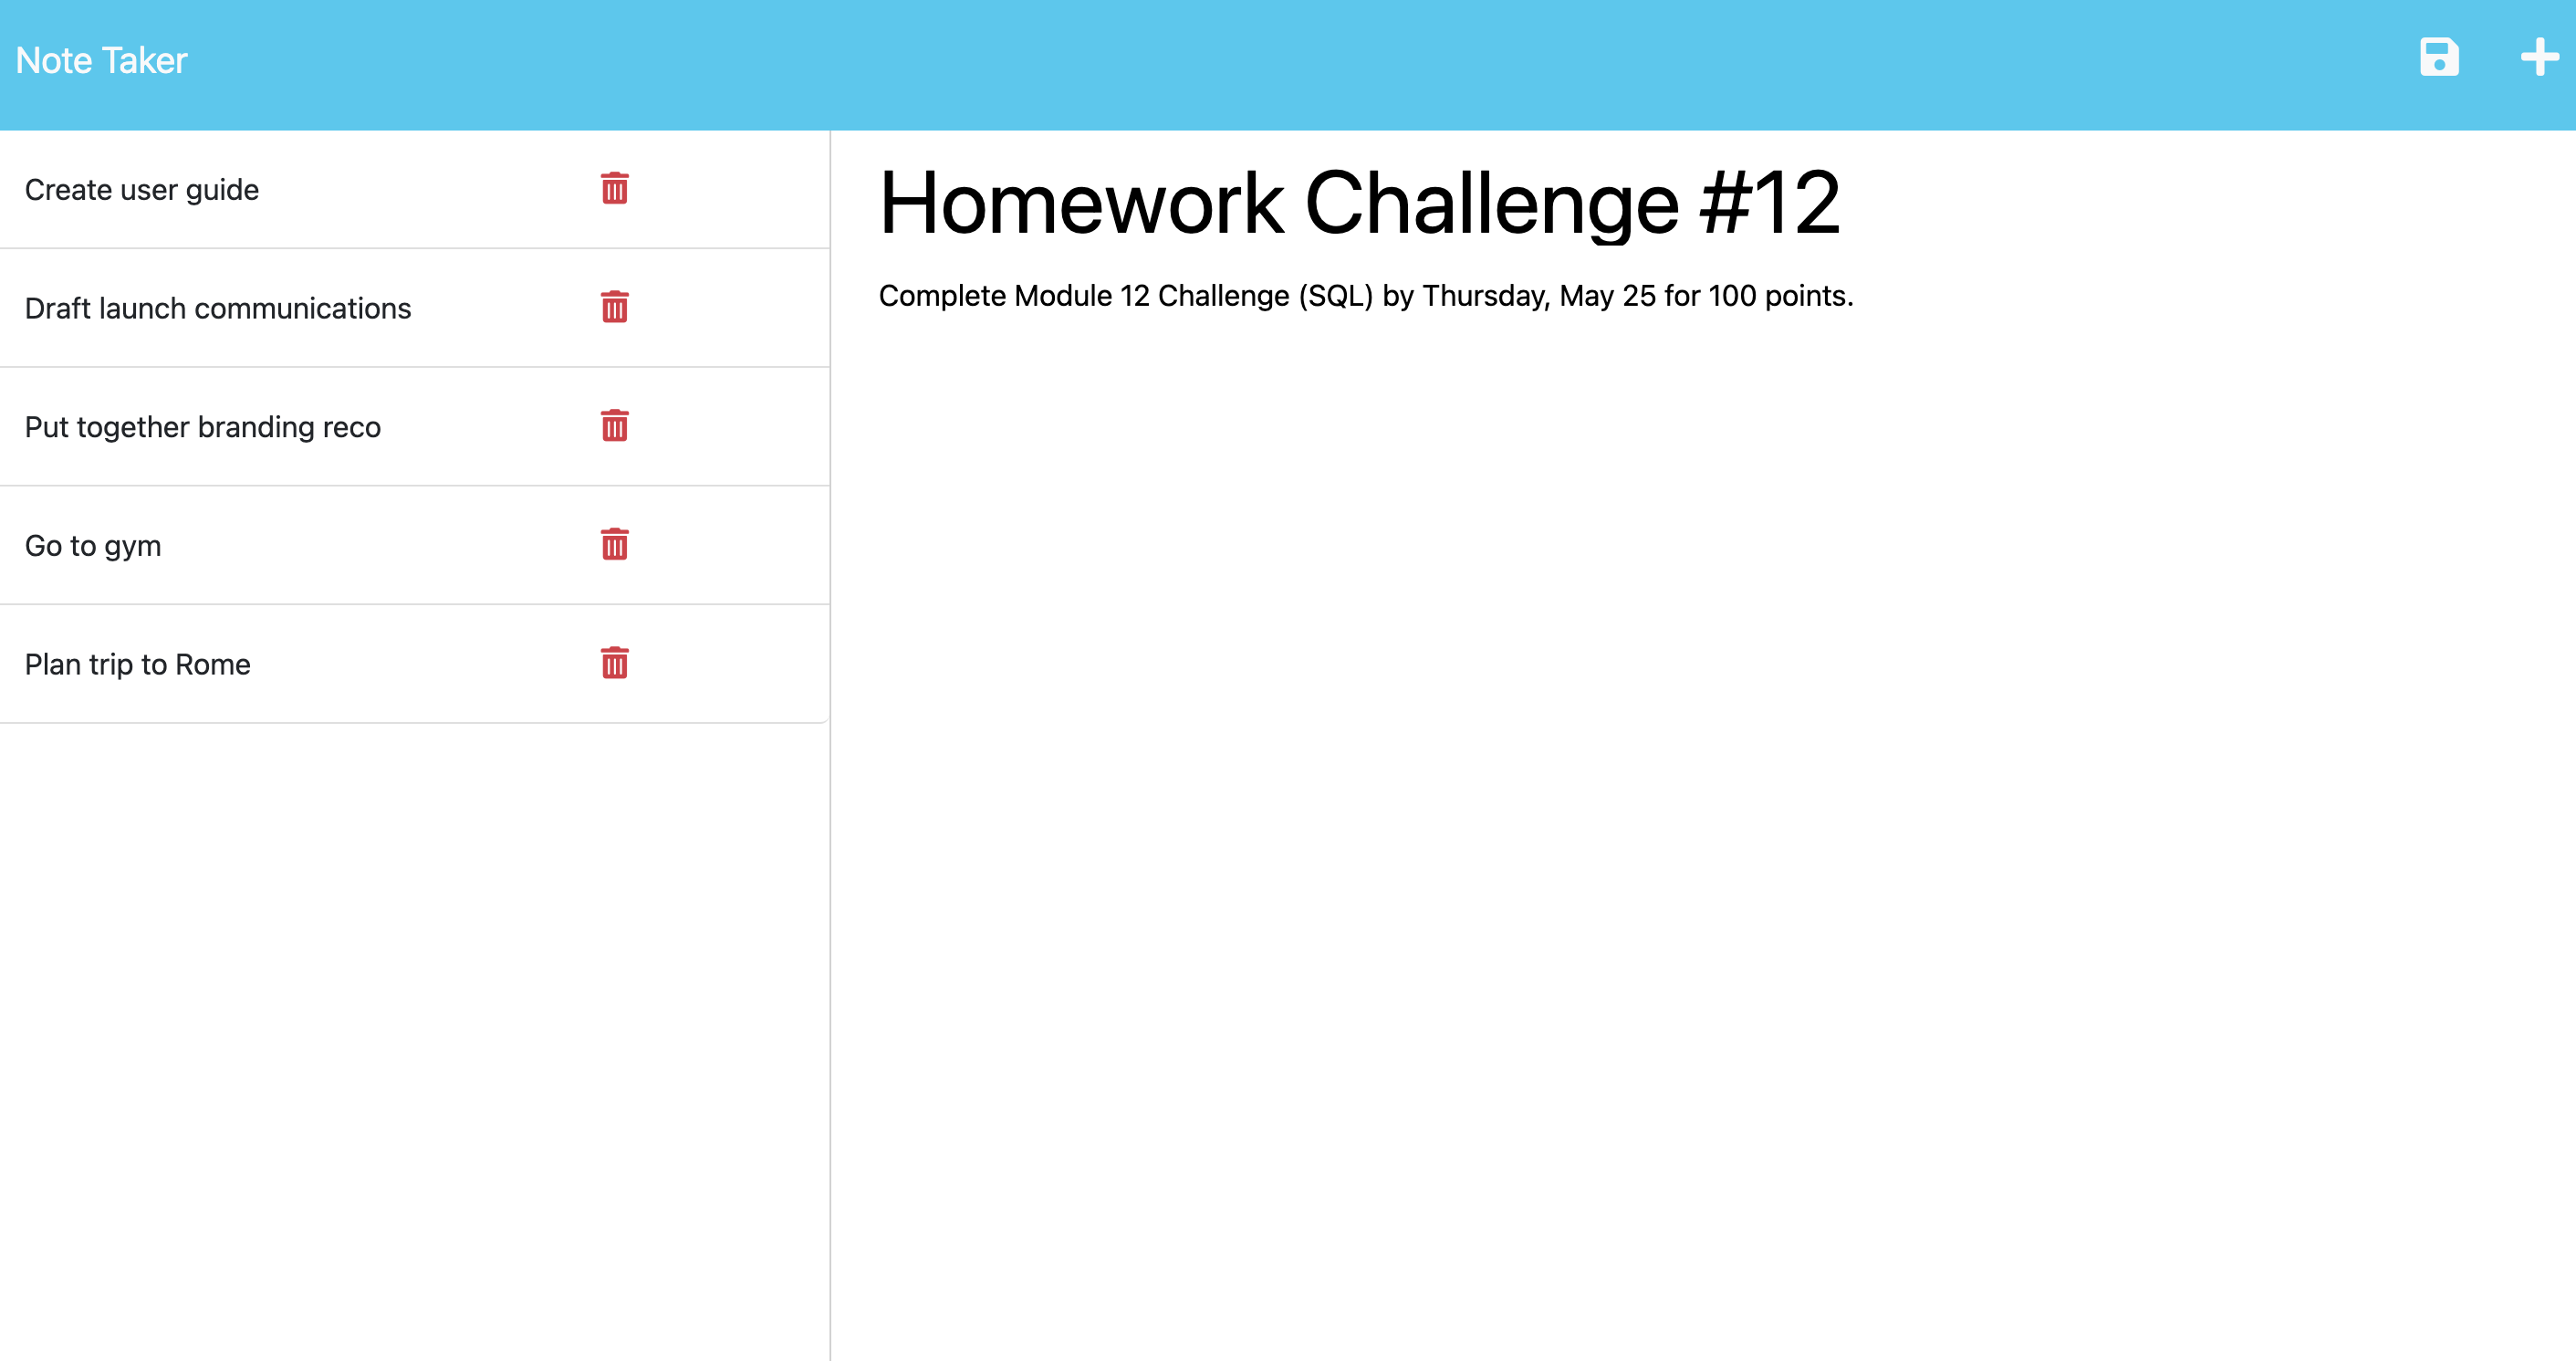 Note Taker
Create user guide
Draft launch communications
Put together branding reco
Go to gym
Plan trip to Rome
Homework Challenge #12
Complete Module 12 Challenge (SQL) by Thursday, May 25 for 100 points.